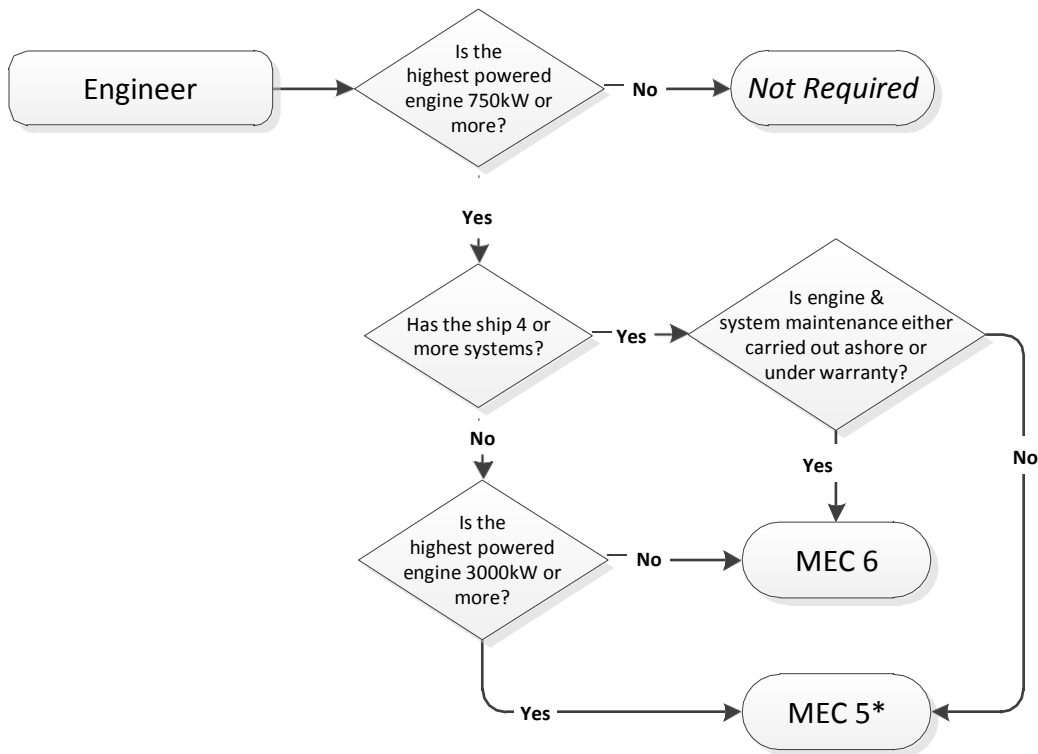 Engineer
Is the
highest powered
engine 750kW or
more?
No
Not Required
Yes
Has the ship 4 or
more systems?
Yes
Is engine &
system maintenance either
carried out ashore or
under warranty?
No
Yes
No
Is the
highest powered
engine 3000kW or
more?
No
MEC 6
Yes
MEC 5*